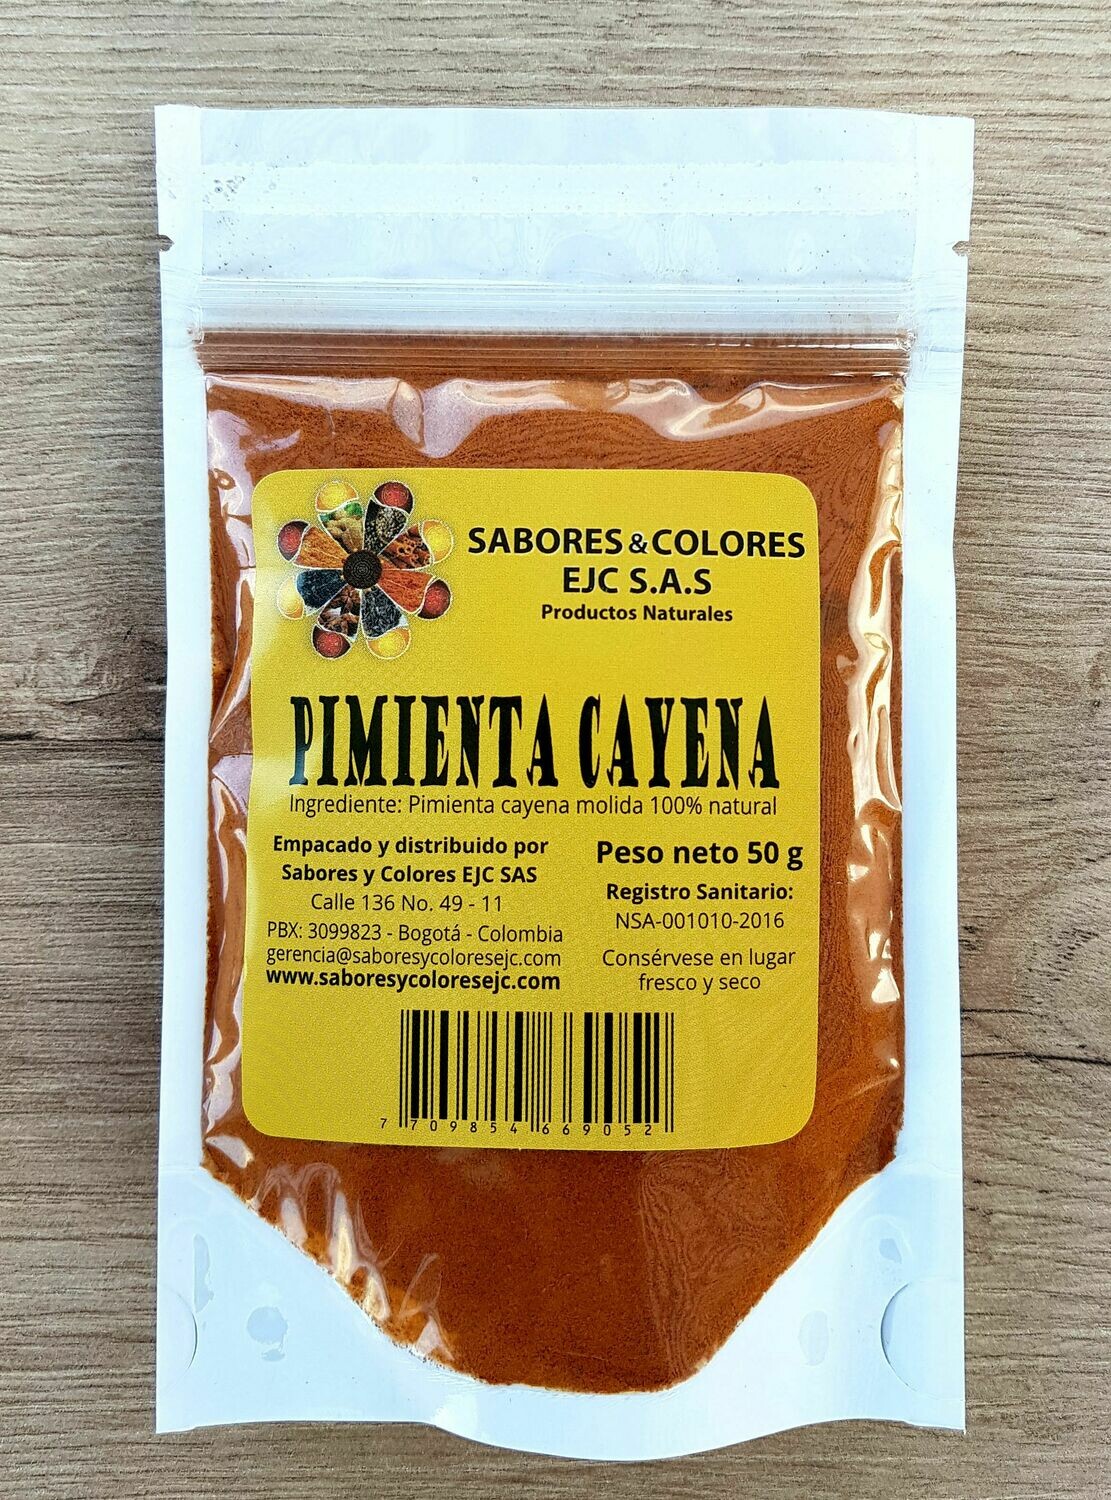 SABORES & COLORES
EJC S.A.S
Productos Naturales
PIMIENTA CAYENA
Ingrediente: Pimienta cayena molida 100% natural
Empacado y distribuido por
Sabores y Colores EJC SAS
Calle 136 No. 49 - 11
PBX: 3099823 - Bogotá - Colombia
gerencia@saboresycoloresejc.com
www.saboresycoloresejc.com
Peso neto 50 g
Registro Sanitario:
NSA-001010-2016
Consérvese en lugar
fresco y seco
7 709854 669052